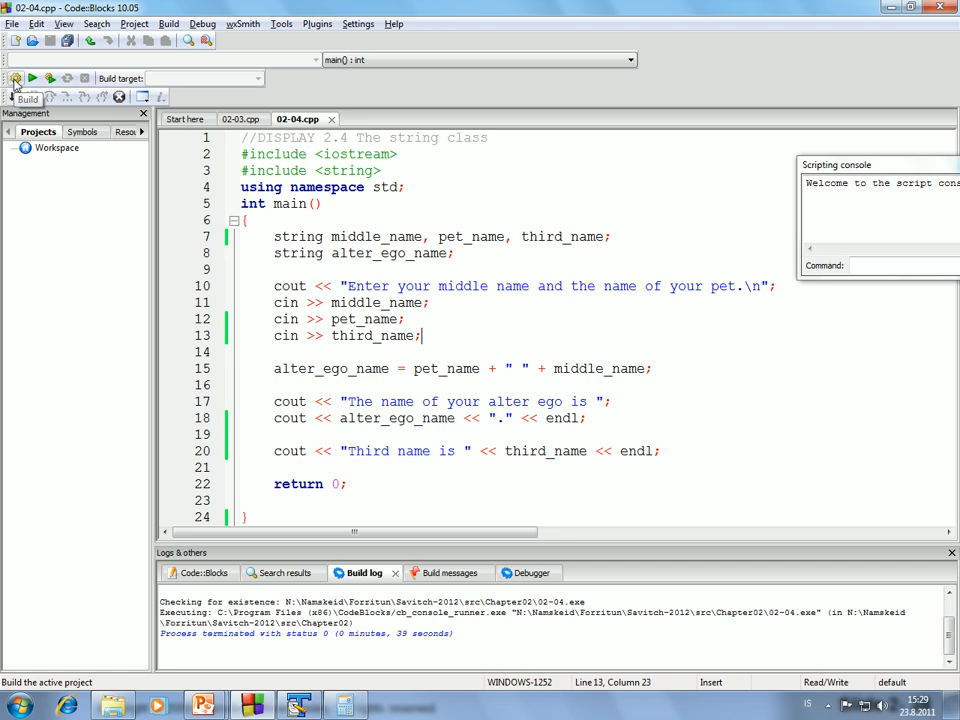 02-04.cpp - Code::Blocks 10.05
File Edit View Search Project Build Debug wxSmith Tools Plugins Settings Help
main() : int
Build target:
Build
Management
Start here 02-03.cpp 02-04.cpp
Projects Symbols Resou
Workspace
1 //DISPLAY 2.4 The string class
2 #include <iostream>
3 #include <string>
4 using namespace std;
5 int main()
6 {
7 string middle_name, pet_name, third_name;
8 string alter_ego_name;
9
10 cout << "Enter your middle name and the name of your pet.\n";
11 cin >> middle_name;
12 cin >> pet_name;
13 cin >> third_name;
14
15 alter_ego_name = pet_name + " " + middle_name;
16
17 cout << "The name of your alter ego is ";
18 cout << alter_ego_name << "." << endl;
19
20 cout << "Third name is " << third_name << endl;
21
22 return 0;
23
24 }
Scripting console
Welcome to the script cons
Command:
Logs & others
Code::Blocks Search results Build log Build messages Debugger
Checking for existence: N:\Namskeid\Forritun\Savitch-2012\src\Chapter02\02-04.exe
Executing: C:\Program Files (x86)\CodeBlocks/cb_console_runner.exe "N:\Namskeid\Forritun\Savitch-2012\src\Chapter02\02-04.exe" (in N:\Namskeid
\Forritun\Savitch-2012\src\Chapter02)
Process terminated with status 0 (0 minutes, 39 seconds)
Build the active project WINDOWS-1252 Line 13, Column 23 Insert Read/Write default
IS 15:29
23.8.2011